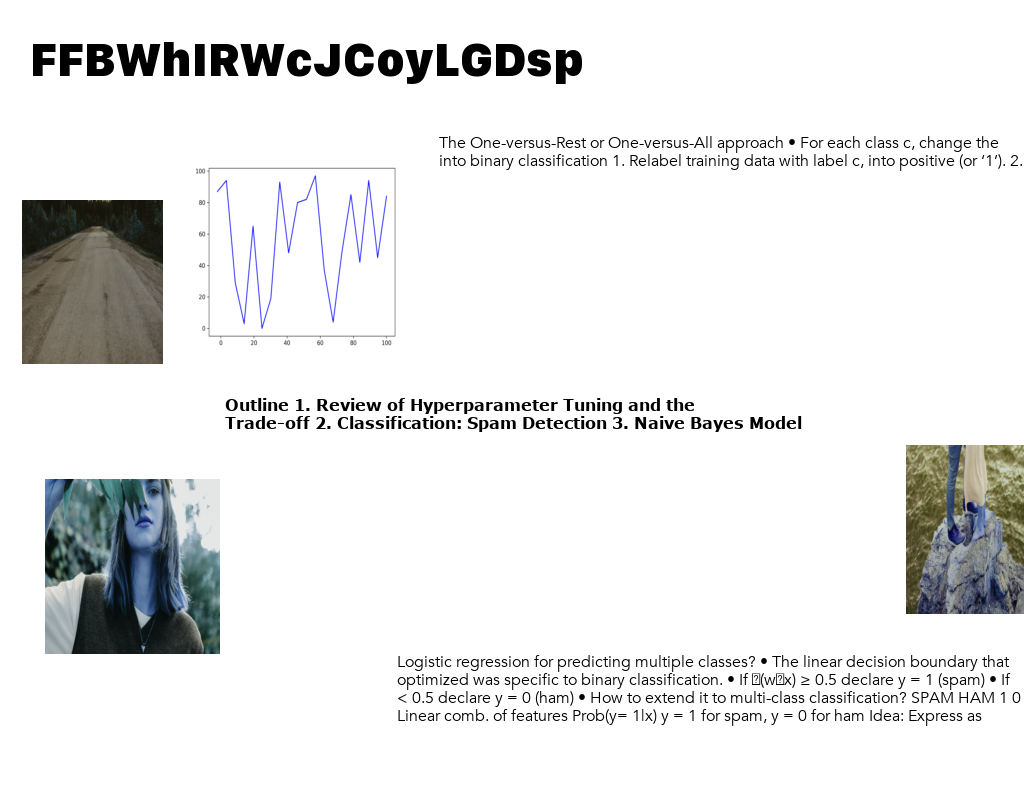 FFBWhIRWcJCoyLGDsp
The One-versus-Rest or One-versus-All approach • For each class c, change the
into binary classification 1. Relabel training data with label c, into positive (or ‘1’). 2.
100
80
60
40
20
0
0 20 40 60 80 100
Outline 1. Review of Hyperparameter Tuning and the
Trade-off 2. Classification: Spam Detection 3. Naive Bayes Model
Logistic regression for predicting multiple classes? • The linear decision boundary that
optimized was specific to binary classification. • If (wx) ≥ 0.5 declare y = 1 (spam) • If
< 0.5 declare y = 0 (ham) • How to extend it to multi-class classification? SPAM HAM 1 0
Linear comb. of features Prob(y= 1|x) y = 1 for spam, y = 0 for ham Idea: Express as